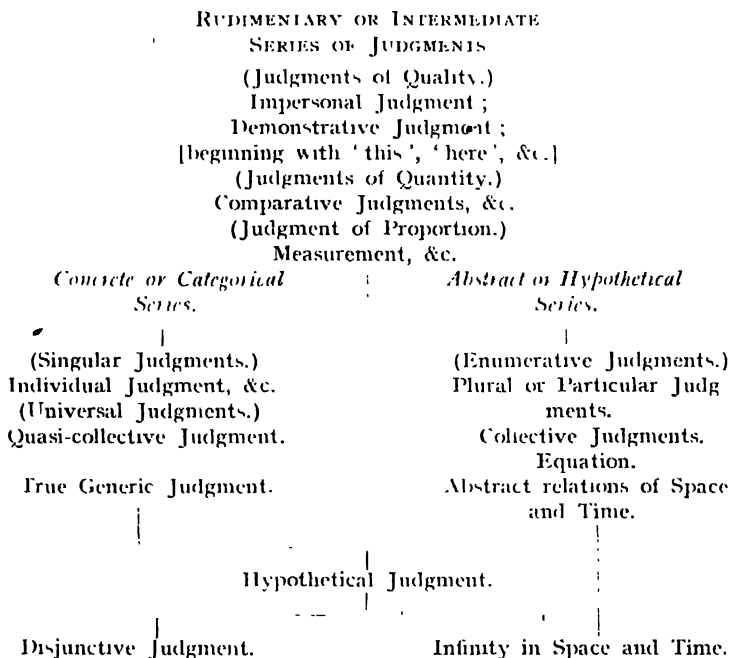 RUDIMENTARY OR INTERMEDIATE
SERIES OF JUDGMENTS
(Judgments of Quality.)
Impersonal Judgment ;
Demonstrative Judgment ;
[beginning with ‘ this ’, ‘ here ’, &c.]
(Judgments of Quantity.)
Comparative Judgments, &c.
(Judgment of Proportion.)
Measurement, &c.
Concrete or Categorical
Series.
(Singular Judgments.)
Individual Judgment, &c.
(Universal Judgments.)
Quasi-collective Judgment.
True Generic Judgment.
Abstract or Hypothetical
Series.
(Enumerative Judgments.)
Plural or Particular Judg
ments.
Collective Judgments.
Equation.
Abstract relations of Space
and Time.
Hypothetical Judgment.
Disjunctive Judgment.
Infinity in Space and Time.